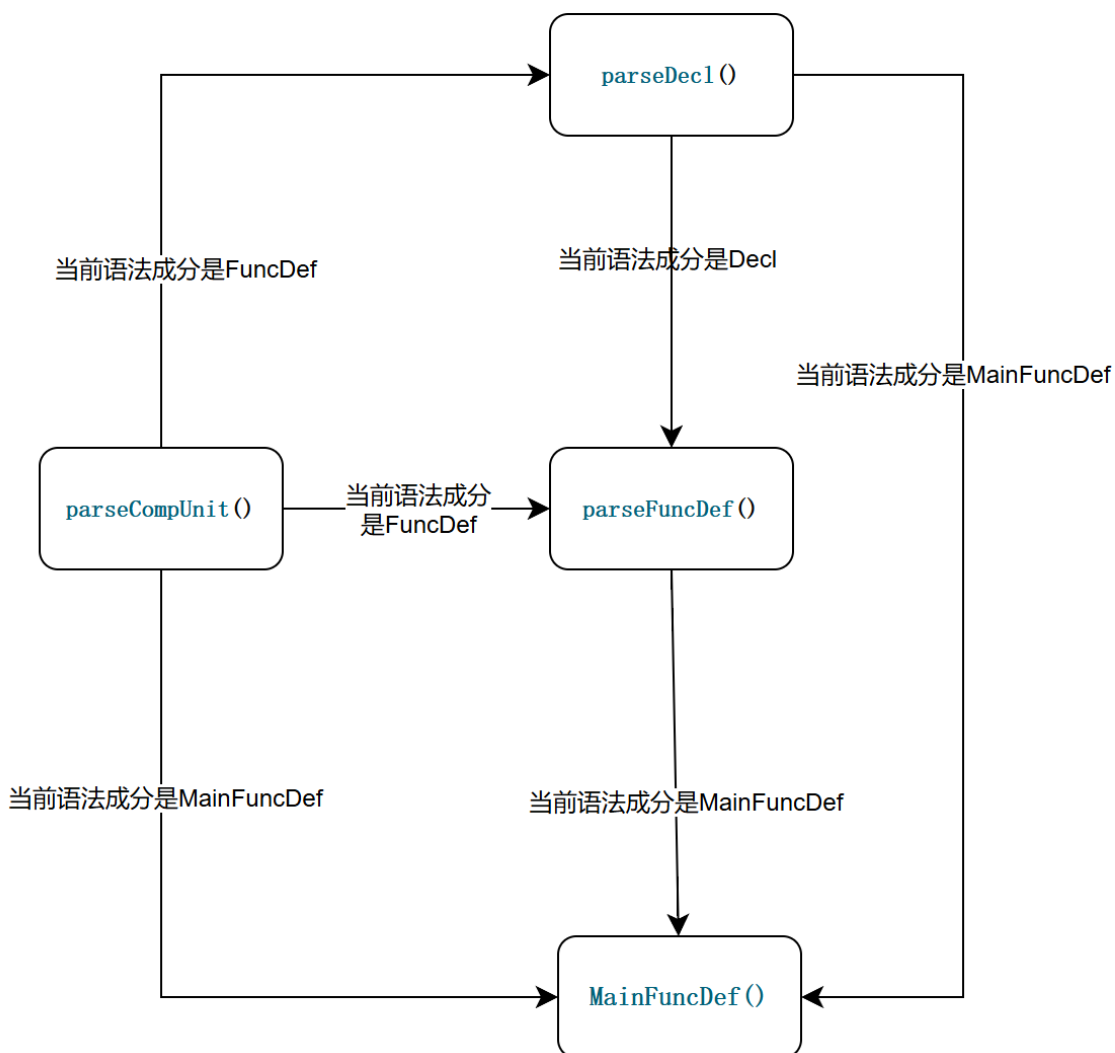 parseDecl()
当前语法成分是FuncDef
当前语法成分是Decl
当前语法成分是MainFuncDef
parseCompUnit()
当前语法成分
是FuncDef
parseFuncDef()
当前语法成分是MainFuncDef
当前语法成分是MainFuncDef
MainFuncDef()